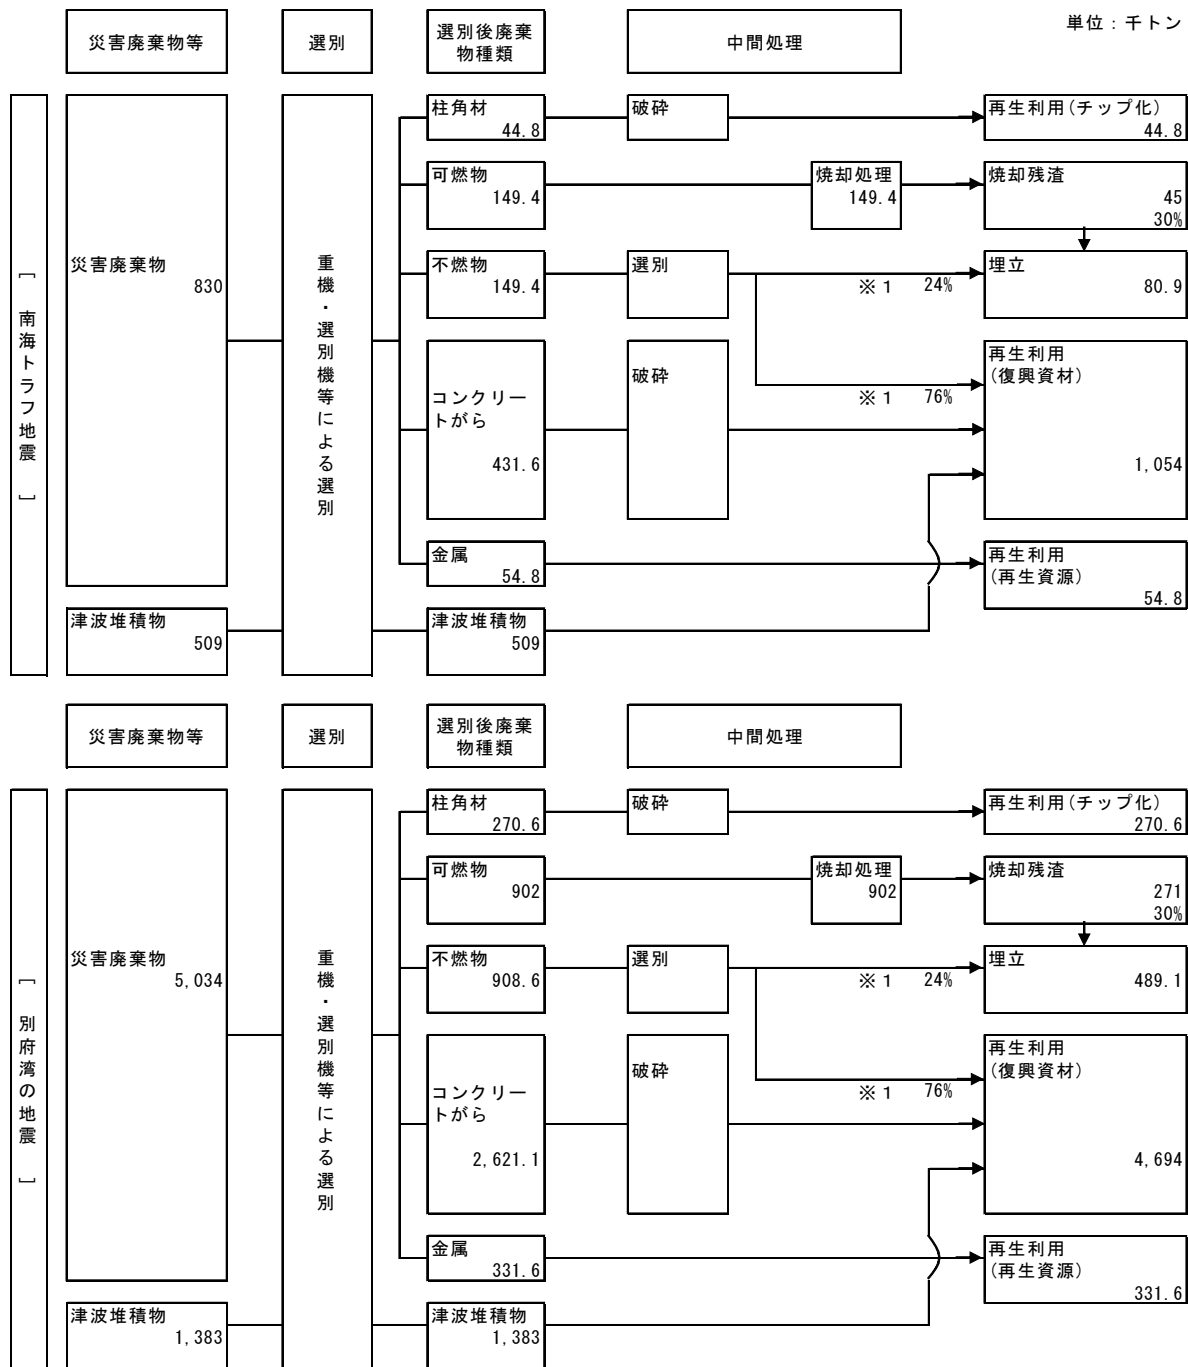 単位：千トン
災害廃棄物等
選別
選別後廃棄
物種類
中間処理
［ 南海トラフ地震 ］
災害廃棄物
830
津波堆積物
509
重機・選別機等による選別
柱角材
44.8
破砕
再生利用(チップ化)
44.8
可燃物
149.4
焼却処理
149.4
焼却残渣
45
30%
不燃物
149.4
選別
※１ 24%
埋立
80.9
※１ 76%
コンクリー
トがら
431.6
破砕
再生利用
(復興資材)
1,054
金属
54.8
再生利用
(再生資源)
54.8
津波堆積物
509
災害廃棄物等
選別
選別後廃棄
物種類
中間処理
［ 別府湾の地震 ］
災害廃棄物
5,034
津波堆積物
1,383
重機・選別機等による選別
柱角材
270.6
破砕
再生利用(チップ化)
270.6
可燃物
902
焼却処理
902
焼却残渣
271
30%
不燃物
908.6
選別
※１ 24%
埋立
489.1
※１ 76%
コンクリー
トがら
2,621.1
破砕
再生利用
(復興資材)
4,694
金属
331.6
再生利用
(再生資源)
331.6
津波堆積物
1,383